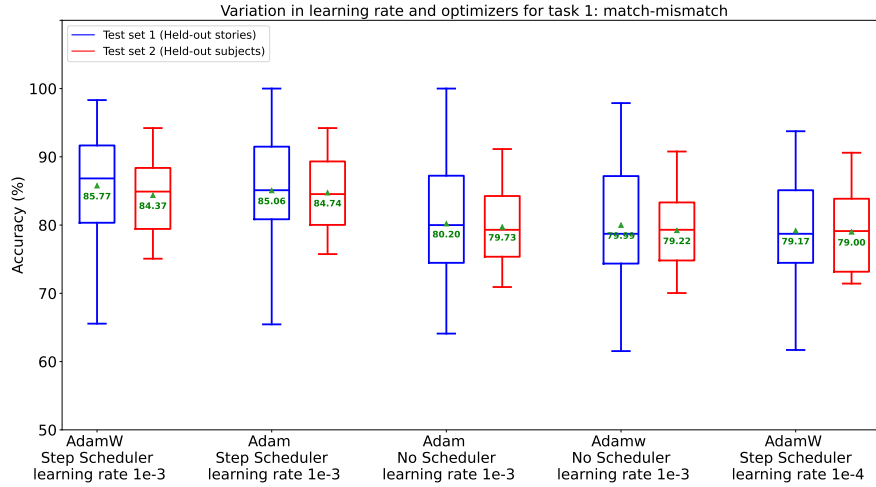 Variation in learning rate and optimizers for task 1: match-mismatch
Test set 1 (Held-out stories)
Test set 2 (Held-out subjects)
Accuracy (%)
100
90
80
70
60
50
85.77
84.37
85.06
84.74
80.20
79.73
79.99
79.22
79.17
79.00
AdamW
Step Scheduler
learning rate 1e-3
Adam
Step Scheduler
learning rate 1e-3
Adam
No Scheduler
learning rate 1e-3
Adamw
No Scheduler
learning rate 1e-3
AdamW
Step Scheduler
learning rate 1e-4